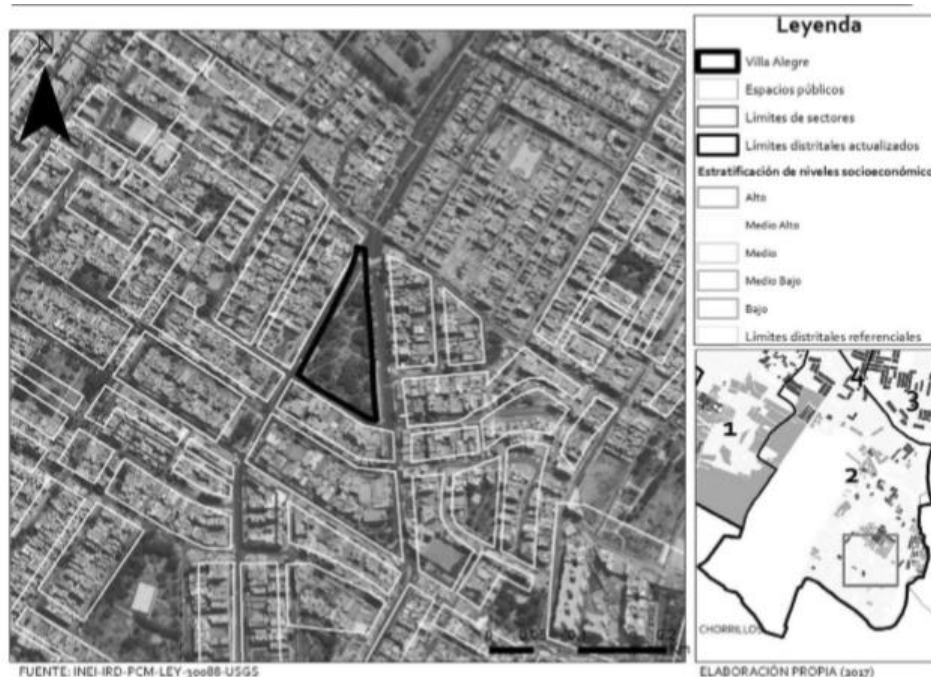 Leyenda
Villa Alegre
Espacios públicos
Límites de sectores
Límites distritales actualizados
Estratificación de niveles socioeconómico
Alto
Medio Alto
Medio
Medio Bajo
Bajo
Límites distritales referenciales
1
4
3
2
CHORRILLOS
FUENTE: INEI-IRD-PCM-LEY-30088-USGS
ELABORACIÓN PROPIA (2017)